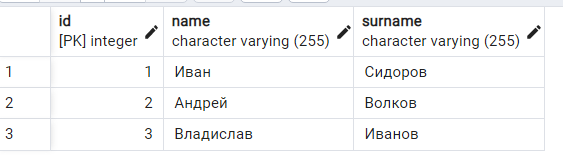 id name surname
[PK] integer character varying (255) character varying (255)
1 1 Иван Сидоров
2 2 Андрей Волков
3 3 Владислав Иванов